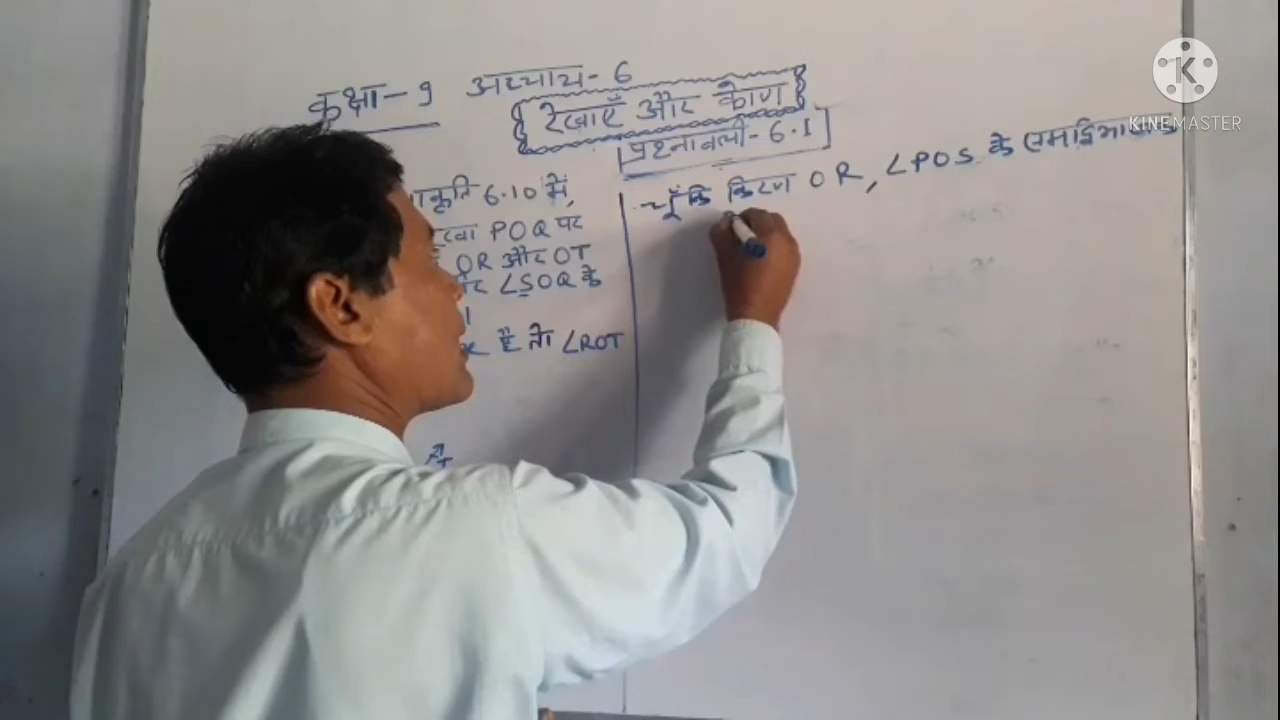 कक्षा-9 अध्याय-6
रेखाएँ और कोण
प्रश्नावली-6.1
कृति 6.10 में,
POQ पर
OR और OT
∠SOQ के
है तो ∠ROT
T
चूँकि किरण OR, ∠POS के समद्विभाजक
K
KINEMASTER